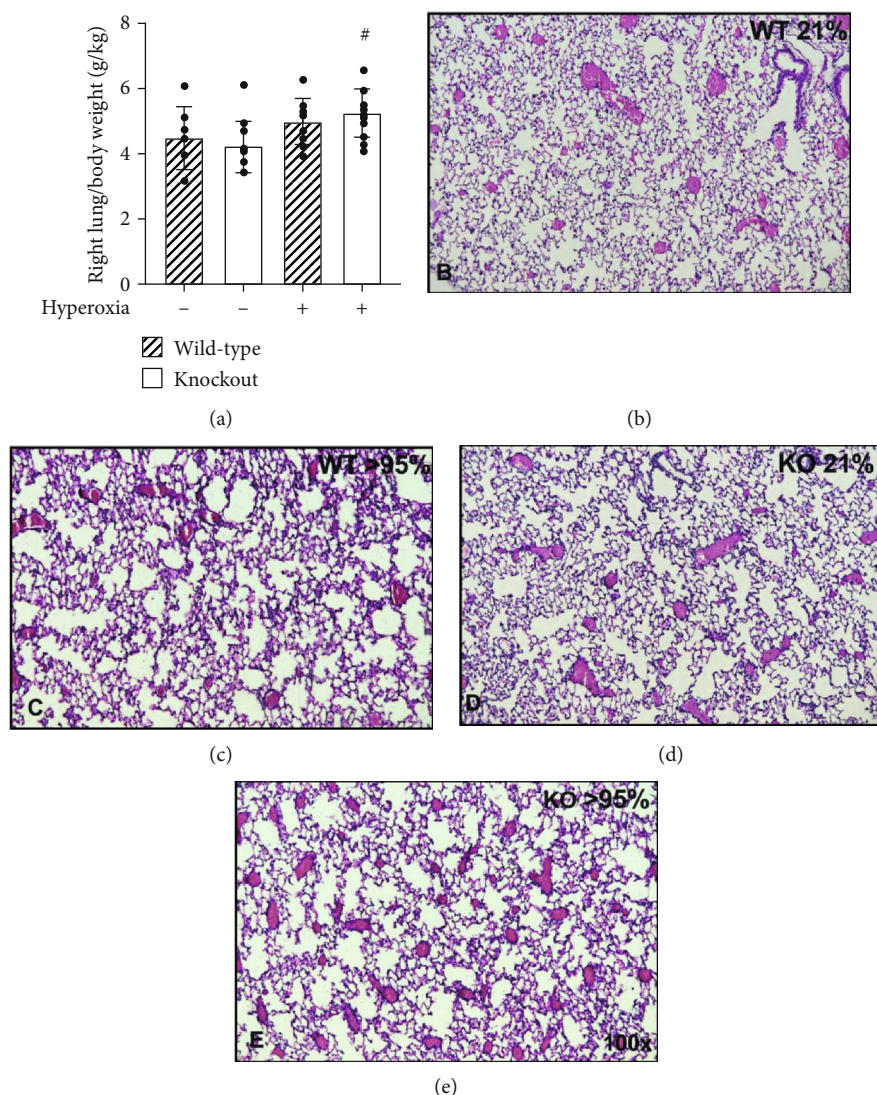 8
#
6
4
2
0
Right lung/body weight (g/kg)
Hyperoxia – – + +
Wild-type
Knockout
(a)
WT 21%
B
(b)
WT >95%
C
(c)
KO 21%
D
(d)
KO >95%
E
100x
(e)